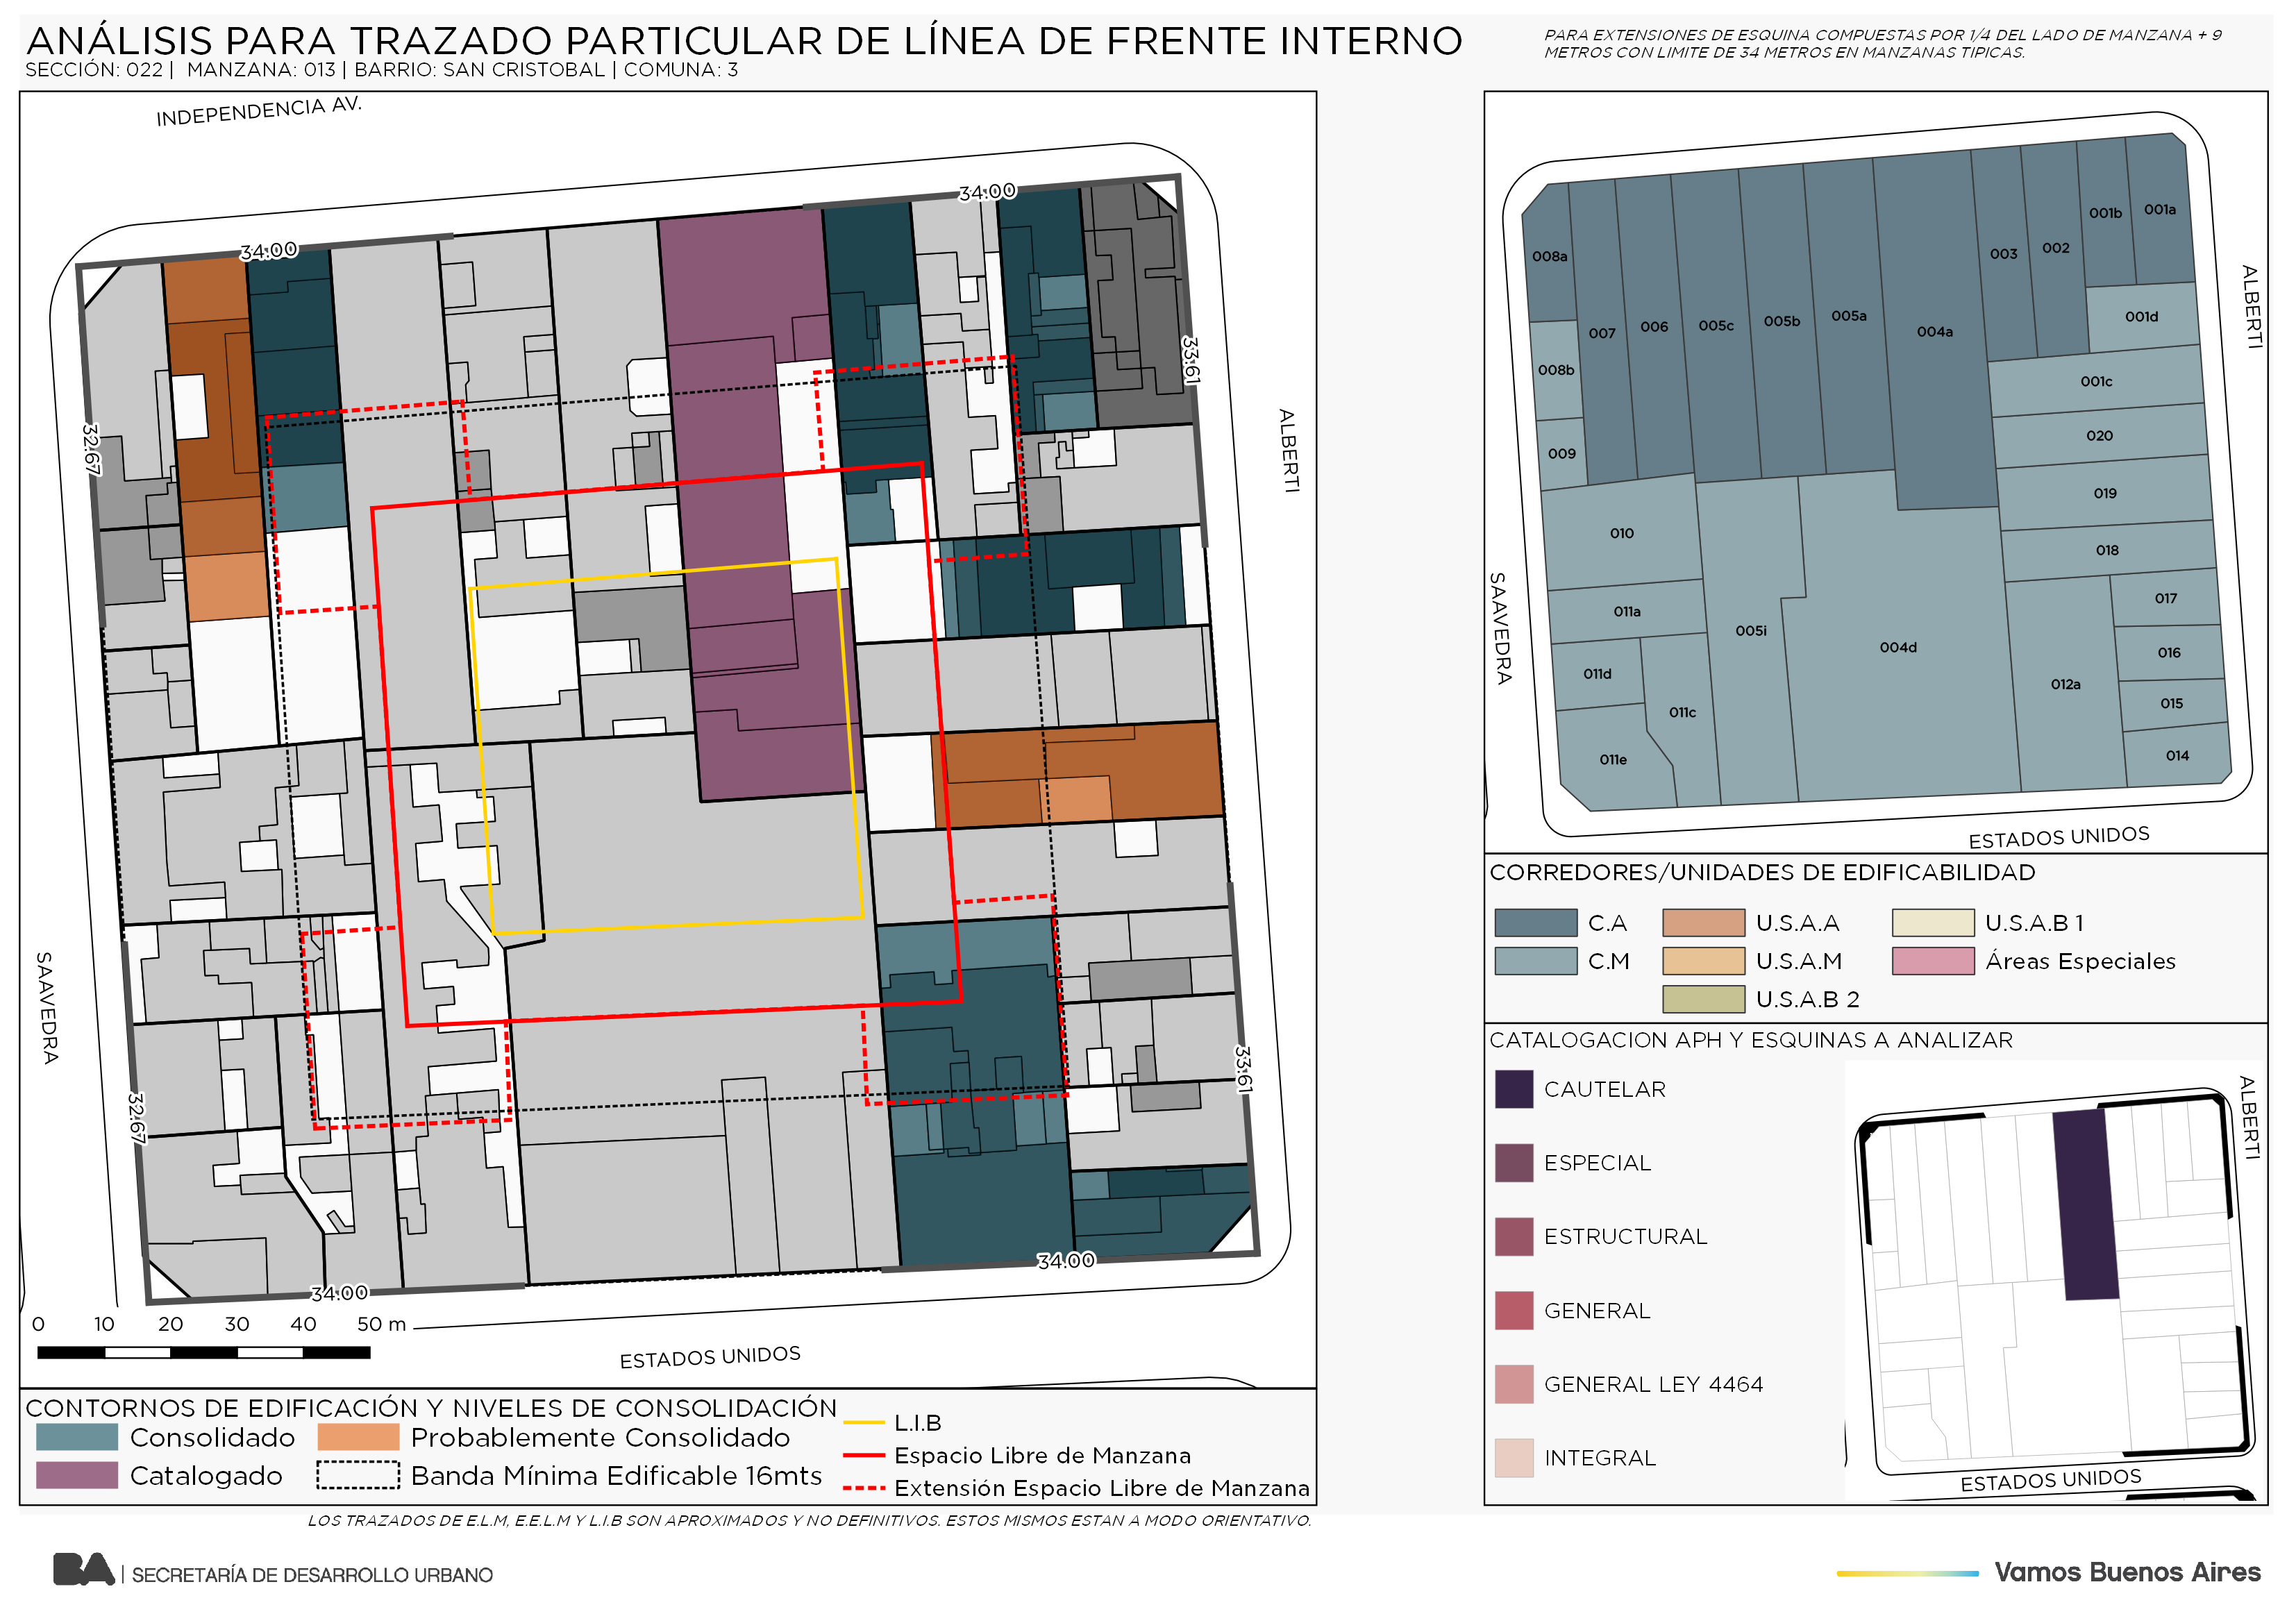 ANÁLISIS PARA TRAZADO PARTICULAR DE LÍNEA DE FRENTE INTERNO
SECCIÓN: 022 | MANZANA: 013 | BARRIO: SAN CRISTOBAL | COMUNA: 3
PARA EXTENSIONES DE ESQUINA COMPUESTAS POR 1/4 DEL LADO DE MANZANA + 9
METROS CON LIMITE DE 34 METROS EN MANZANAS TIPICAS.
INDEPENDENCIA AV.
34:00
34:00
33:61
32:67
ALBERTI
SAAVEDRA
33:61
32:67
34:00
34:00
0 10 20 30 40 50 m
ESTADOS UNIDOS
CONTORNOS DE EDIFICACIÓN Y NIVELES DE CONSOLIDACIÓN
Consolidado
Probablemente Consolidado
Catalogado
Banda Mínima Edificable 16mts
L.I.B
Espacio Libre de Manzana
Extensión Espacio Libre de Manzana
LOS TRAZADOS DE E.L.M, E.E.L.M Y L.I.B SON APROXIMADOS Y NO DEFINITIVOS. ESTOS MISMOS ESTAN A MODO ORIENTATIVO.
008a
007
006
005c
005b
005a
004a
003
002
001b
001a
001d
001c
008b
009
020
019
018
010
011a
011d
011c
011e
005i
004d
012a
017
016
015
014
ALBERTI
SAAVEDRA
ESTADOS UNIDOS
CORREDORES/UNIDADES DE EDIFICABILIDAD
C.A
U.S.A.A
U.S.A.B 1
C.M
U.S.A.M
Áreas Especiales
U.S.A.B 2
CATALOGACION APH Y ESQUINAS A ANALIZAR
CAUTELAR
ESPECIAL
ESTRUCTURAL
GENERAL
GENERAL LEY 4464
INTEGRAL
ALBERTI
ESTADOS UNIDOS
BA | SECRETARÍA DE DESARROLLO URBANO
Vamos Buenos Aires